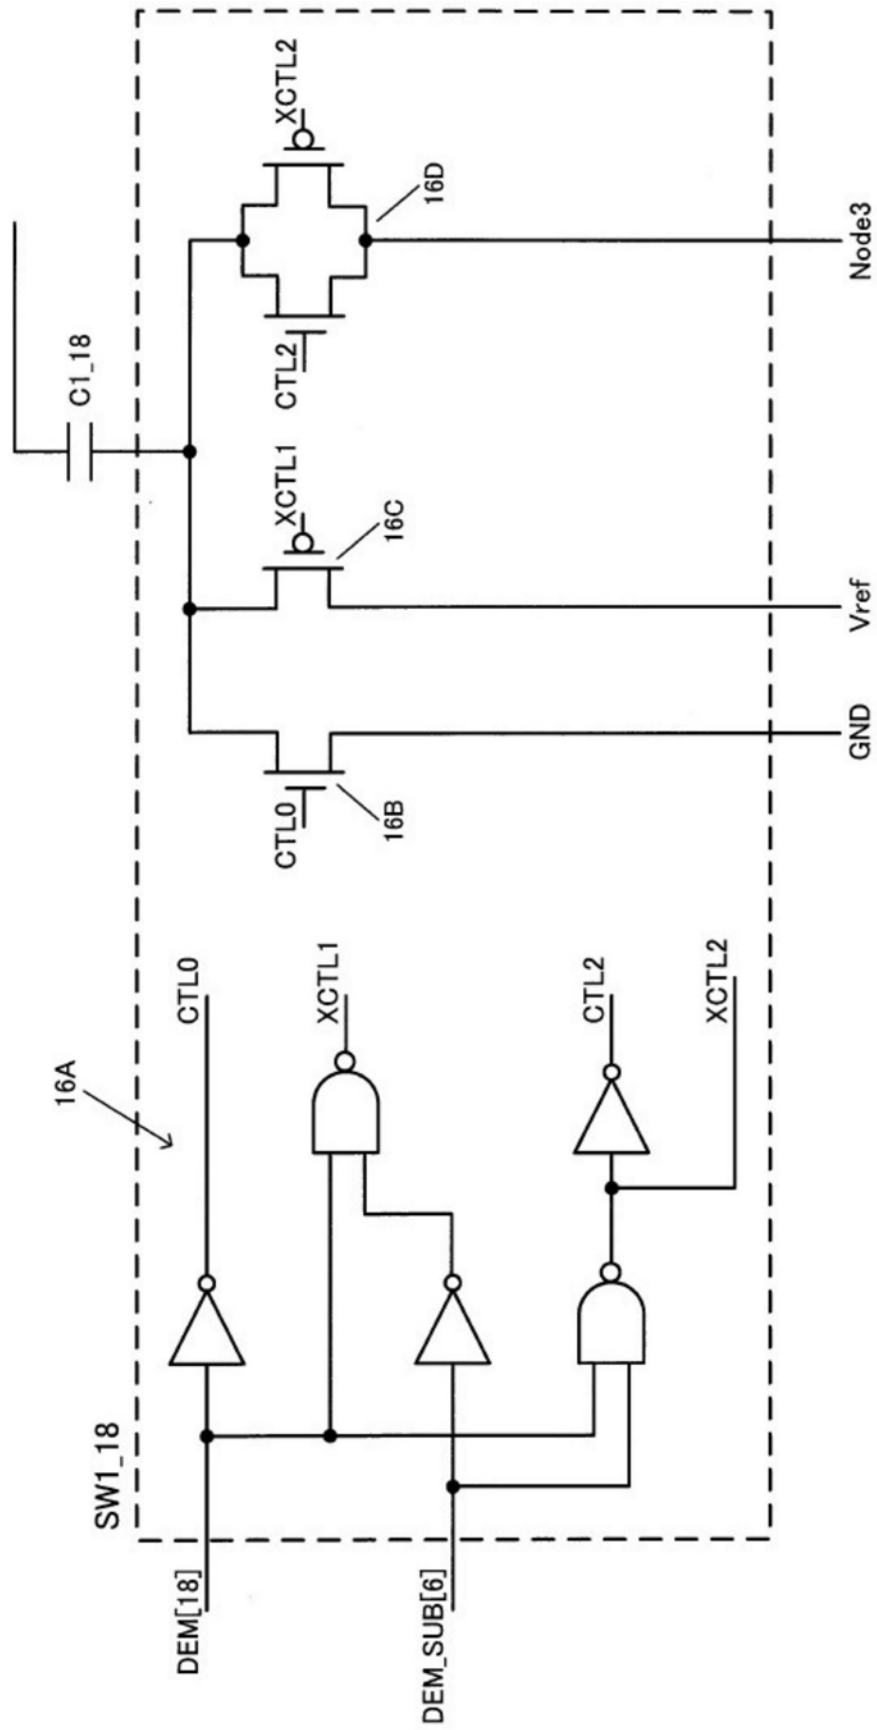 SW1_18
16A
C1_18
DEM[18]
DEM_SUB[6]
CTL0
XCTL1
CTL2
XCTL2
CTL0
16B
XCTL1
16C
CTL2
XCTL2
16D
GND
Vref
Node3